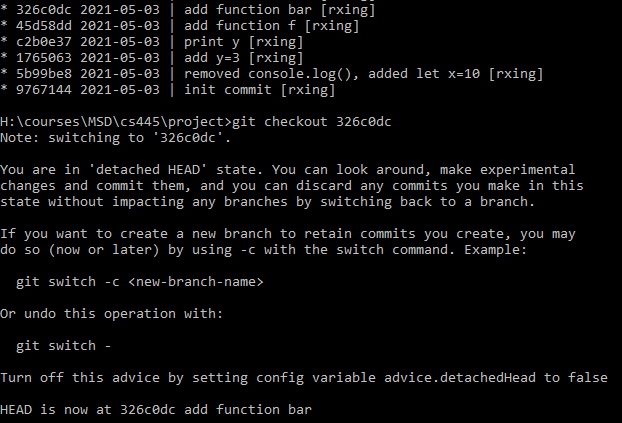 * 326c0dc 2021-05-03 | add function bar [rxing]
* 45d58dd 2021-05-03 | add function f [rxing]
* c2b0e37 2021-05-03 | print y [rxing]
* 1765063 2021-05-03 | add y=3 [rxing]
* 5b99be8 2021-05-03 | removed console.log(), added let x=10 [rxing]
* 9767144 2021-05-03 | init commit [rxing]
H:\courses\MSD\cs445\project>git checkout 326c0dc
Note: switching to '326c0dc'.
You are in 'detached HEAD' state. You can look around, make experimental
changes and commit them, and you can discard any commits you make in this
state without impacting any branches by switching back to a branch.
If you want to create a new branch to retain commits you create, you may
do so (now or later) by using -c with the switch command. Example:
git switch -c <new-branch-name>
Or undo this operation with:
git switch -
Turn off this advice by setting config variable advice.detachedHead to false
HEAD is now at 326c0dc add function bar